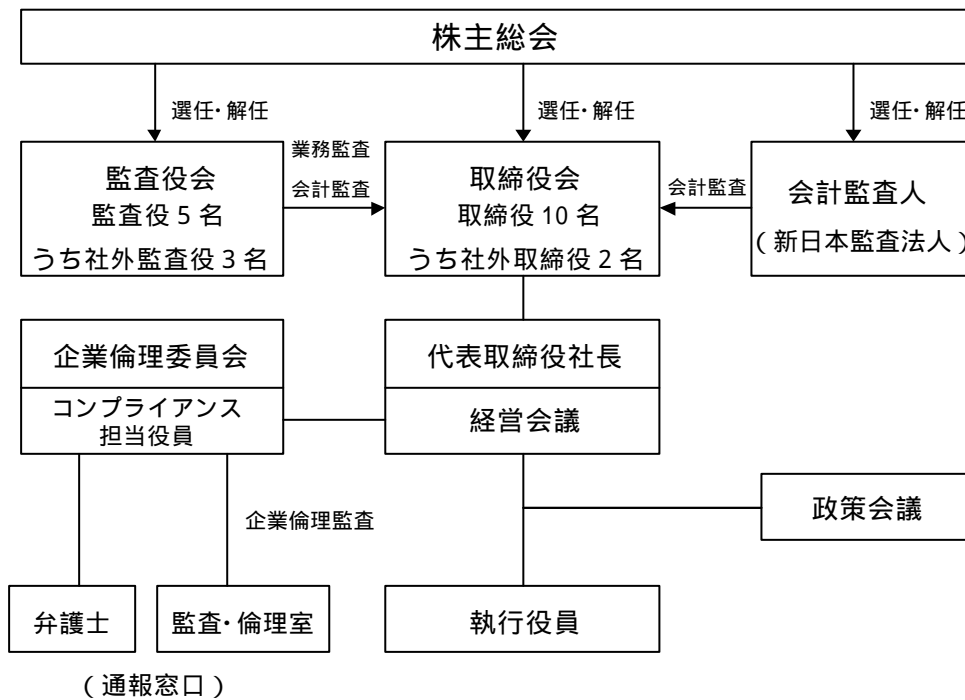 株主総会
選任・解任
選任・解任
選任・解任
監査役会
監査役 5 名
うち社外監査役 3 名
業務監査
会計監査
取締役会
取締役 10 名
うち社外取締役 2 名
会計監査
会計監査人
(新日本監査法人)
企業倫理委員会
コンプライアンス
担当役員
代表取締役社長
経営会議
企業倫理監査
政策会議
弁護士
監査・倫理室
執行役員
(通報窓口)